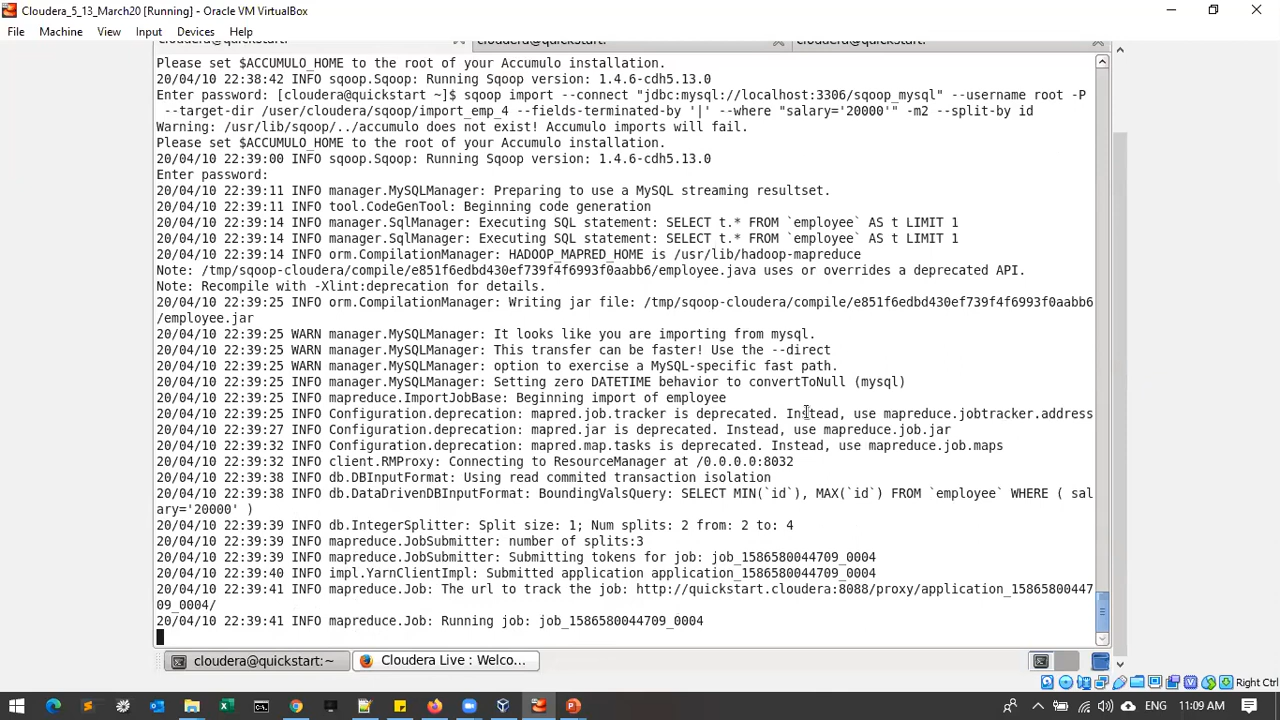 Cloudera_5_13_March20 [Running] - Oracle VM VirtualBox
File Machine View Input Devices Help
cloudera@quickstart:~ cloudera@quickstart:~ cloudera@quickstart:~
Please set $ACCUMULO_HOME to the root of your Accumulo installation.
20/04/10 22:38:42 INFO sqoop.Sqoop: Running Sqoop version: 1.4.6-cdh5.13.0
Enter password: [cloudera@quickstart ~]$ sqoop import --connect "jdbc:mysql://localhost:3306/sqoop_mysql" --username root -P
--target-dir /user/cloudera/sqoop/import_emp_4 --fields-terminated-by '|' --where "salary='20000'" -m2 --split-by id
Warning: /usr/lib/sqoop/../accumulo does not exist! Accumulo imports will fail.
Please set $ACCUMULO_HOME to the root of your Accumulo installation.
20/04/10 22:39:00 INFO sqoop.Sqoop: Running Sqoop version: 1.4.6-cdh5.13.0
Enter password:
20/04/10 22:39:11 INFO manager.MySQLManager: Preparing to use a MySQL streaming resultset.
20/04/10 22:39:11 INFO tool.CodeGenTool: Beginning code generation
20/04/10 22:39:14 INFO manager.SqlManager: Executing SQL statement: SELECT t.* FROM `employee` AS t LIMIT 1
20/04/10 22:39:14 INFO manager.SqlManager: Executing SQL statement: SELECT t.* FROM `employee` AS t LIMIT 1
20/04/10 22:39:14 INFO orm.CompilationManager: HADOOP_MAPRED_HOME is /usr/lib/hadoop-mapreduce
Note: /tmp/sqoop-cloudera/compile/e851f6edbd430ef739f4f6993f0aabb6/employee.java uses or overrides a deprecated API.
Note: Recompile with -Xlint:deprecation for details.
20/04/10 22:39:25 INFO orm.CompilationManager: Writing jar file: /tmp/sqoop-cloudera/compile/e851f6edbd430ef739f4f6993f0aabb6
/employee.jar
20/04/10 22:39:25 WARN manager.MySQLManager: It looks like you are importing from mysql.
20/04/10 22:39:25 WARN manager.MySQLManager: This transfer can be faster! Use the --direct
20/04/10 22:39:25 WARN manager.MySQLManager: option to exercise a MySQL-specific fast path.
20/04/10 22:39:25 INFO manager.MySQLManager: Setting zero DATETIME behavior to convertToNull (mysql)
20/04/10 22:39:25 INFO mapreduce.ImportJobBase: Beginning import of employee
20/04/10 22:39:25 INFO Configuration.deprecation: mapred.job.tracker is deprecated. Instead, use mapreduce.jobtracker.address
20/04/10 22:39:27 INFO Configuration.deprecation: mapred.jar is deprecated. Instead, use mapreduce.job.jar
20/04/10 22:39:32 INFO Configuration.deprecation: mapred.map.tasks is deprecated. Instead, use mapreduce.job.maps
20/04/10 22:39:32 INFO client.RMProxy: Connecting to ResourceManager at /0.0.0.0:8032
20/04/10 22:39:38 INFO db.DBInputFormat: Using read commited transaction isolation
20/04/10 22:39:38 INFO db.DataDrivenDBInputFormat: BoundingValsQuery: SELECT MIN(`id`), MAX(`id`) FROM `employee` WHERE ( sal
ary='20000' )
20/04/10 22:39:39 INFO db.IntegerSplitter: Split size: 1; Num splits: 2 from: 2 to: 4
20/04/10 22:39:39 INFO mapreduce.JobSubmitter: number of splits:3
20/04/10 22:39:39 INFO mapreduce.JobSubmitter: Submitting tokens for job: job_1586580044709_0004
20/04/10 22:39:40 INFO impl.YarnClientImpl: Submitted application application_1586580044709_0004
20/04/10 22:39:41 INFO mapreduce.Job: The url to track the job: http://quickstart.cloudera:8088/proxy/application_15865800447
09_0004/
20/04/10 22:39:41 INFO mapreduce.Job: Running job: job_1586580044709_0004
cloudera@quickstart:~ Cloudera Live : Welco...
Right Ctrl
11:09 AM